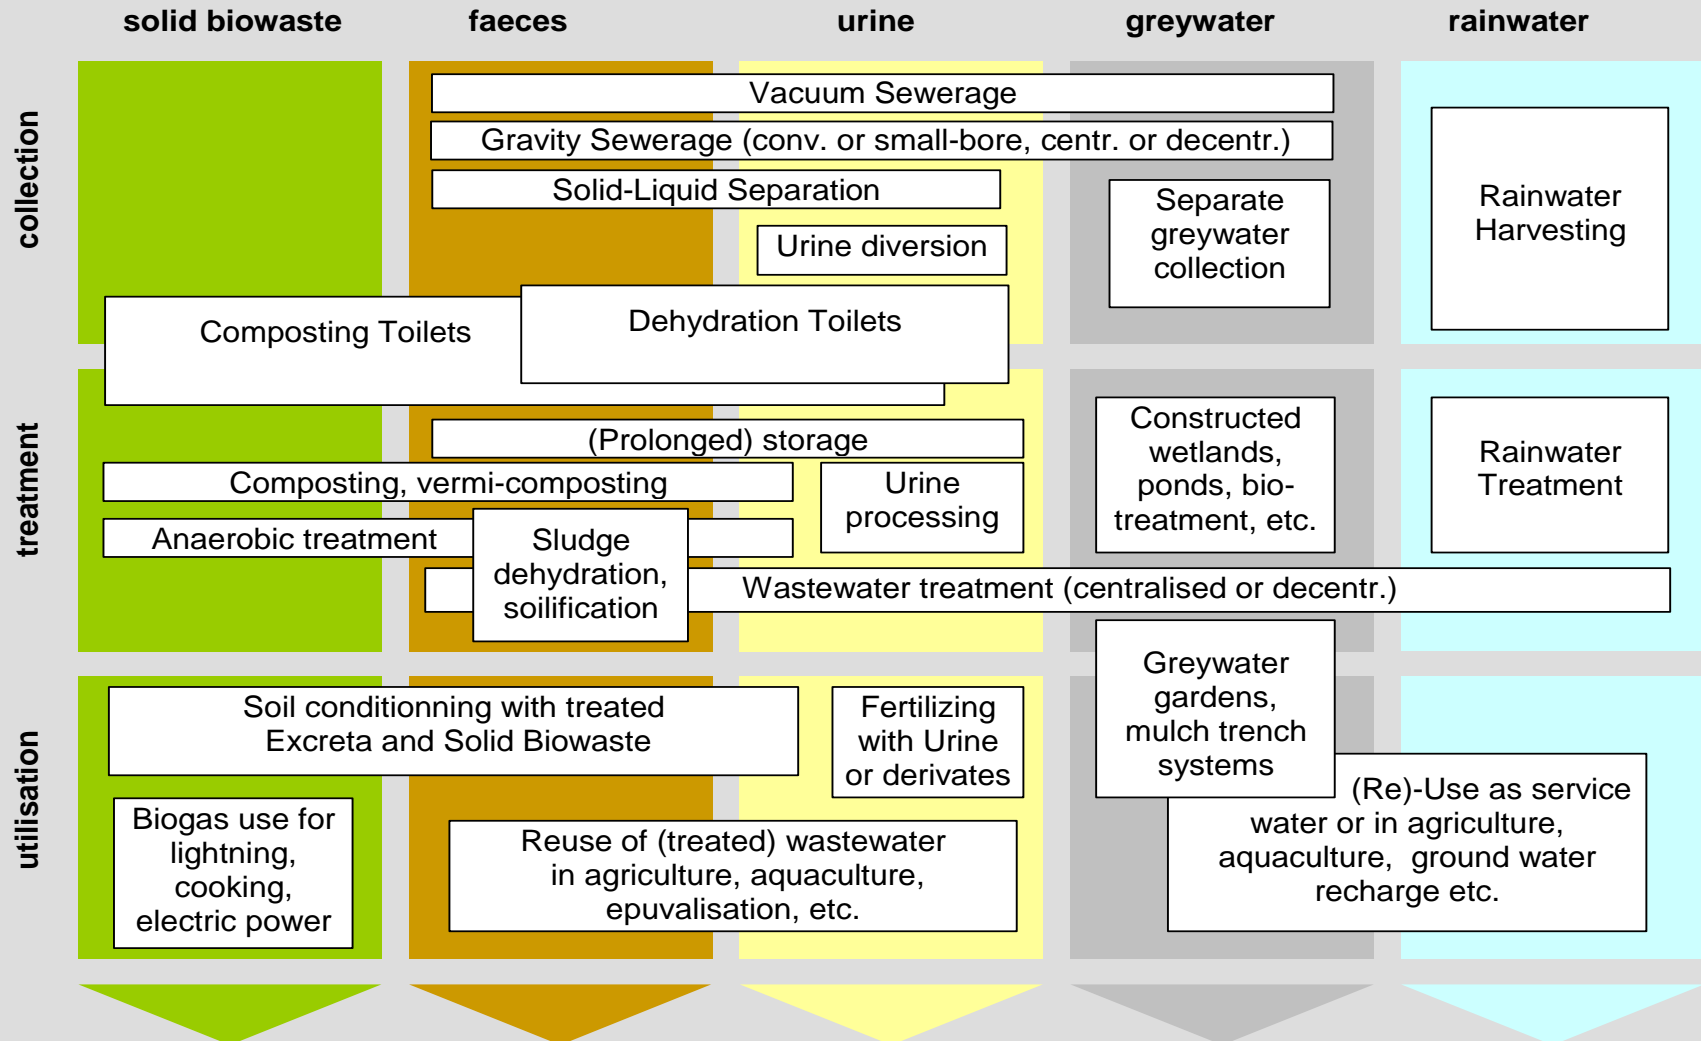 solid biowaste
faeces
urine
greywater
rainwater
collection
Vacuum Sewerage
Gravity Sewerage (conv. or small-bore, centr. or decentr.)
Solid-Liquid Separation
Urine diversion
Separate
greywater
collection
Rainwater
Harvesting
Composting Toilets
Dehydration Toilets
treatment
(Prolonged) storage
Composting, vermi-composting
Urine
processing
Anaerobic treatment
Sludge
dehydration,
soilification
Constructed
wetlands,
ponds, bio-
treatment, etc.
Rainwater
Treatment
Wastewater treatment (centralised or decentr.)
utilisation
Soil conditionning with treated
Excreta and Solid Biowaste
Fertilizing
with Urine
or derivates
Greywater
gardens,
mulch trench
systems
Biogas use for
lightning,
cooking,
electric power
Reuse of (treated) wastewater
in agriculture, aquaculture,
epuvalisation, etc.
(Re)-Use as service
water or in agriculture,
aquaculture, ground water
recharge etc.